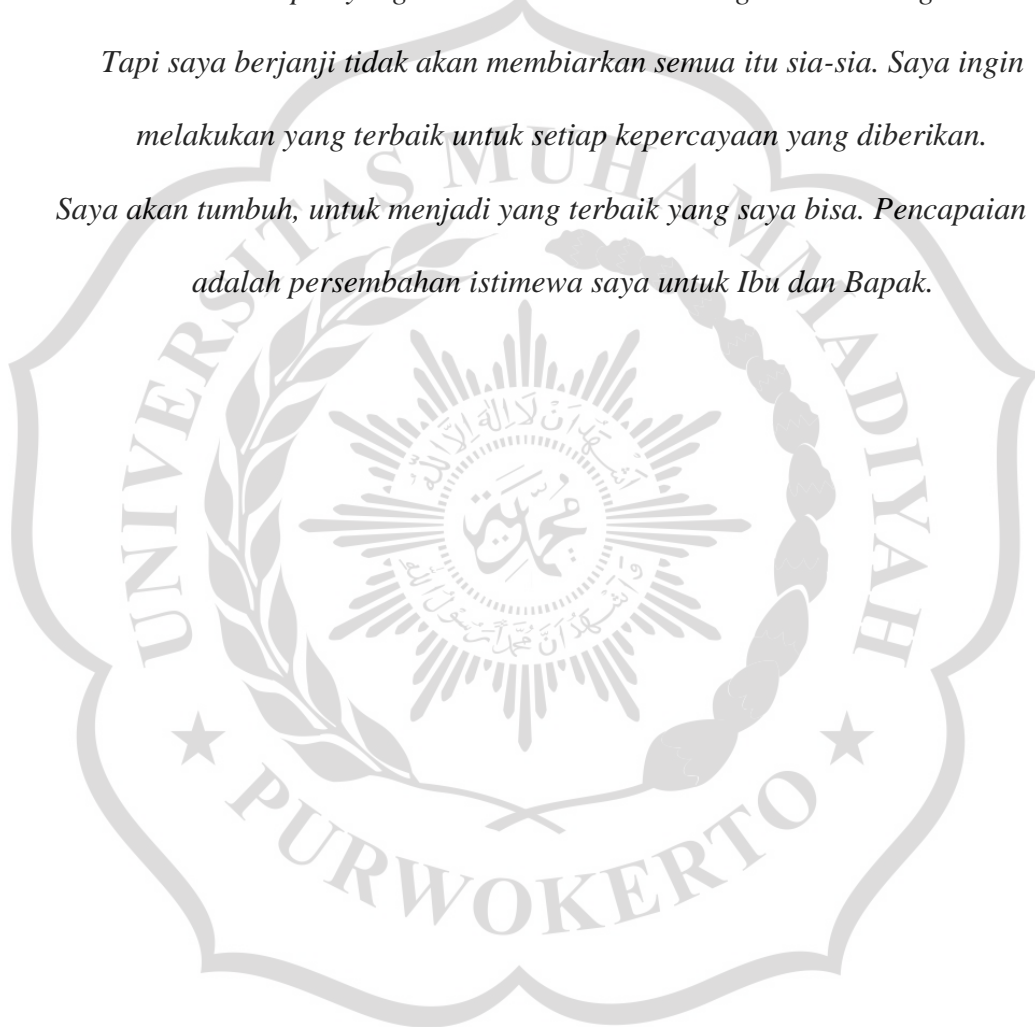 Tapi saya berjanji tidak akan membiarkan semua itu sia-sia. Saya ingin
melakukan yang terbaik untuk setiap kepercayaan yang diberikan.
Saya akan tumbuh, untuk menjadi yang terbaik yang saya bisa. Pencapaian
adalah persembahan istimewa saya untuk Ibu dan Bapak.
UNIVERSITAS MUHAMMADIYAH
PURWOKERTO